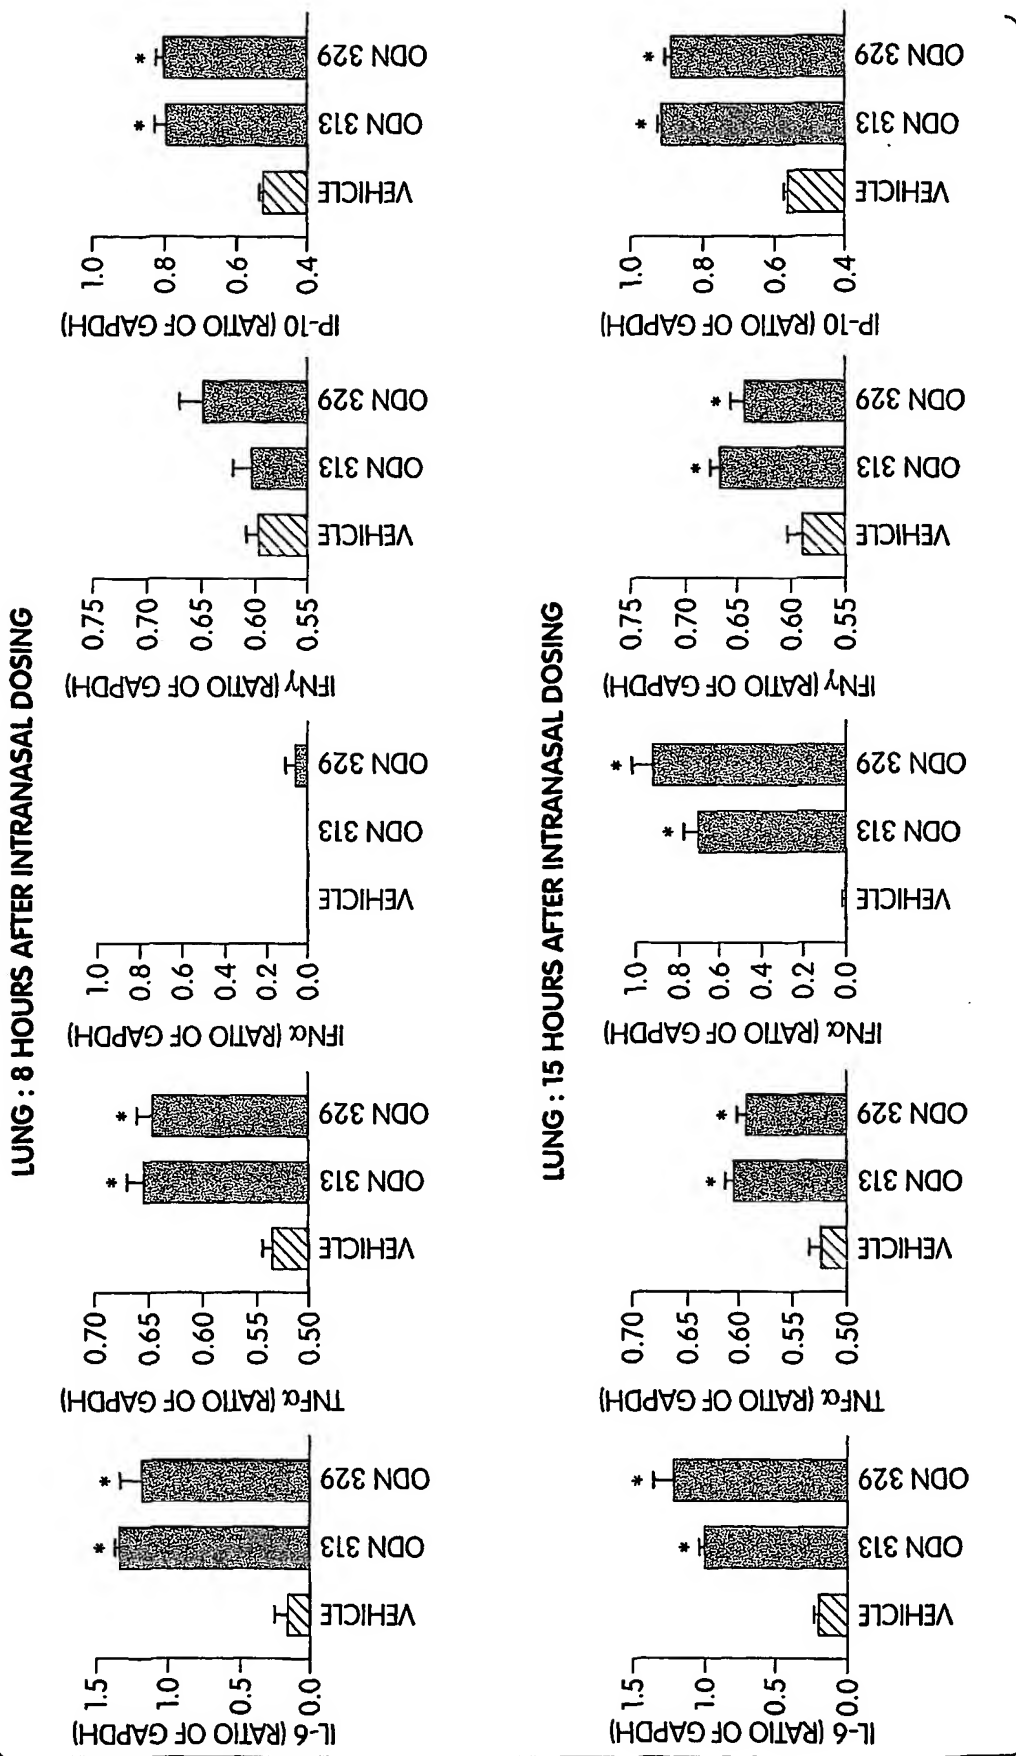 LUNG : 8 HOURS AFTER INTRANASAL DOSING
IL-6 (RATIO OF GAPDH)
1.5
1.0
0.5
0.0
VEHICLE
ODN 313
ODN 329
*
*
TNFα (RATIO OF GAPDH)
0.70
0.65
0.60
0.55
0.50
VEHICLE
ODN 313
ODN 329
*
*
IFNα (RATIO OF GAPDH)
1.0
0.8
0.6
0.4
0.2
0.0
VEHICLE
ODN 313
ODN 329
IFNγ (RATIO OF GAPDH)
0.75
0.70
0.65
0.60
0.55
VEHICLE
ODN 313
ODN 329
IP-10 (RATIO OF GAPDH)
1.0
0.8
0.6
0.4
VEHICLE
ODN 313
ODN 329
*
*
LUNG : 15 HOURS AFTER INTRANASAL DOSING
IL-6 (RATIO OF GAPDH)
1.5
1.0
0.5
0.0
VEHICLE
ODN 313
ODN 329
*
*
TNFα (RATIO OF GAPDH)
0.70
0.65
0.60
0.55
0.50
VEHICLE
ODN 313
ODN 329
*
*
IFNα (RATIO OF GAPDH)
1.0
0.8
0.6
0.4
0.2
0.0
VEHICLE
ODN 313
ODN 329
*
*
IFNγ (RATIO OF GAPDH)
0.75
0.70
0.65
0.60
0.55
VEHICLE
ODN 313
ODN 329
*
*
IP-10 (RATIO OF GAPDH)
1.0
0.8
0.6
0.4
VEHICLE
ODN 313
ODN 329
*
*